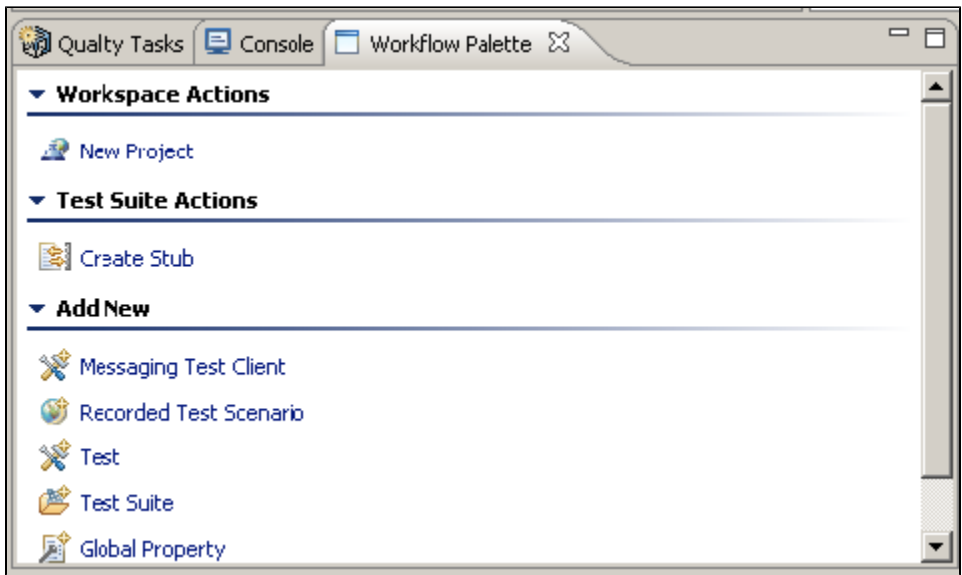 Qualty Tasks Console Workflow Palette
Workspace Actions
New Project
Test Suite Actions
Create Stub
Add New
Messaging Test Client
Recorded Test Scenario
Test
Test Suite
Global Property